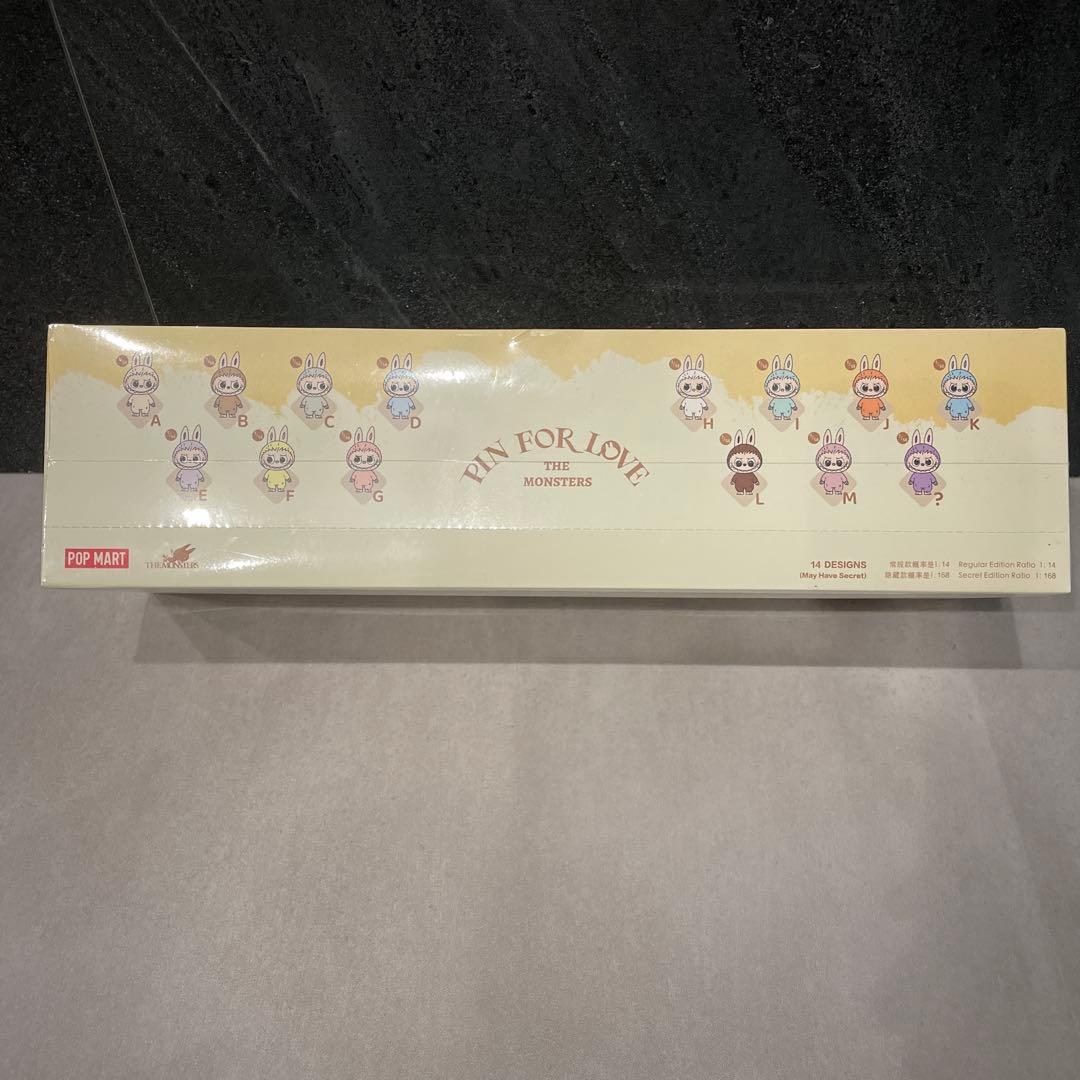 A B C D
E F G
PIN FOR LOVE
THE
MONSTERS
H I J K
L M ?
POP MART
THE MONSTERS
14 DESIGNS
(May Have Secret)
常规款概率是1:14 Regular Edition Ratio 1:14
隐藏款概率是1:168 Secret Edition Ratio 1:168